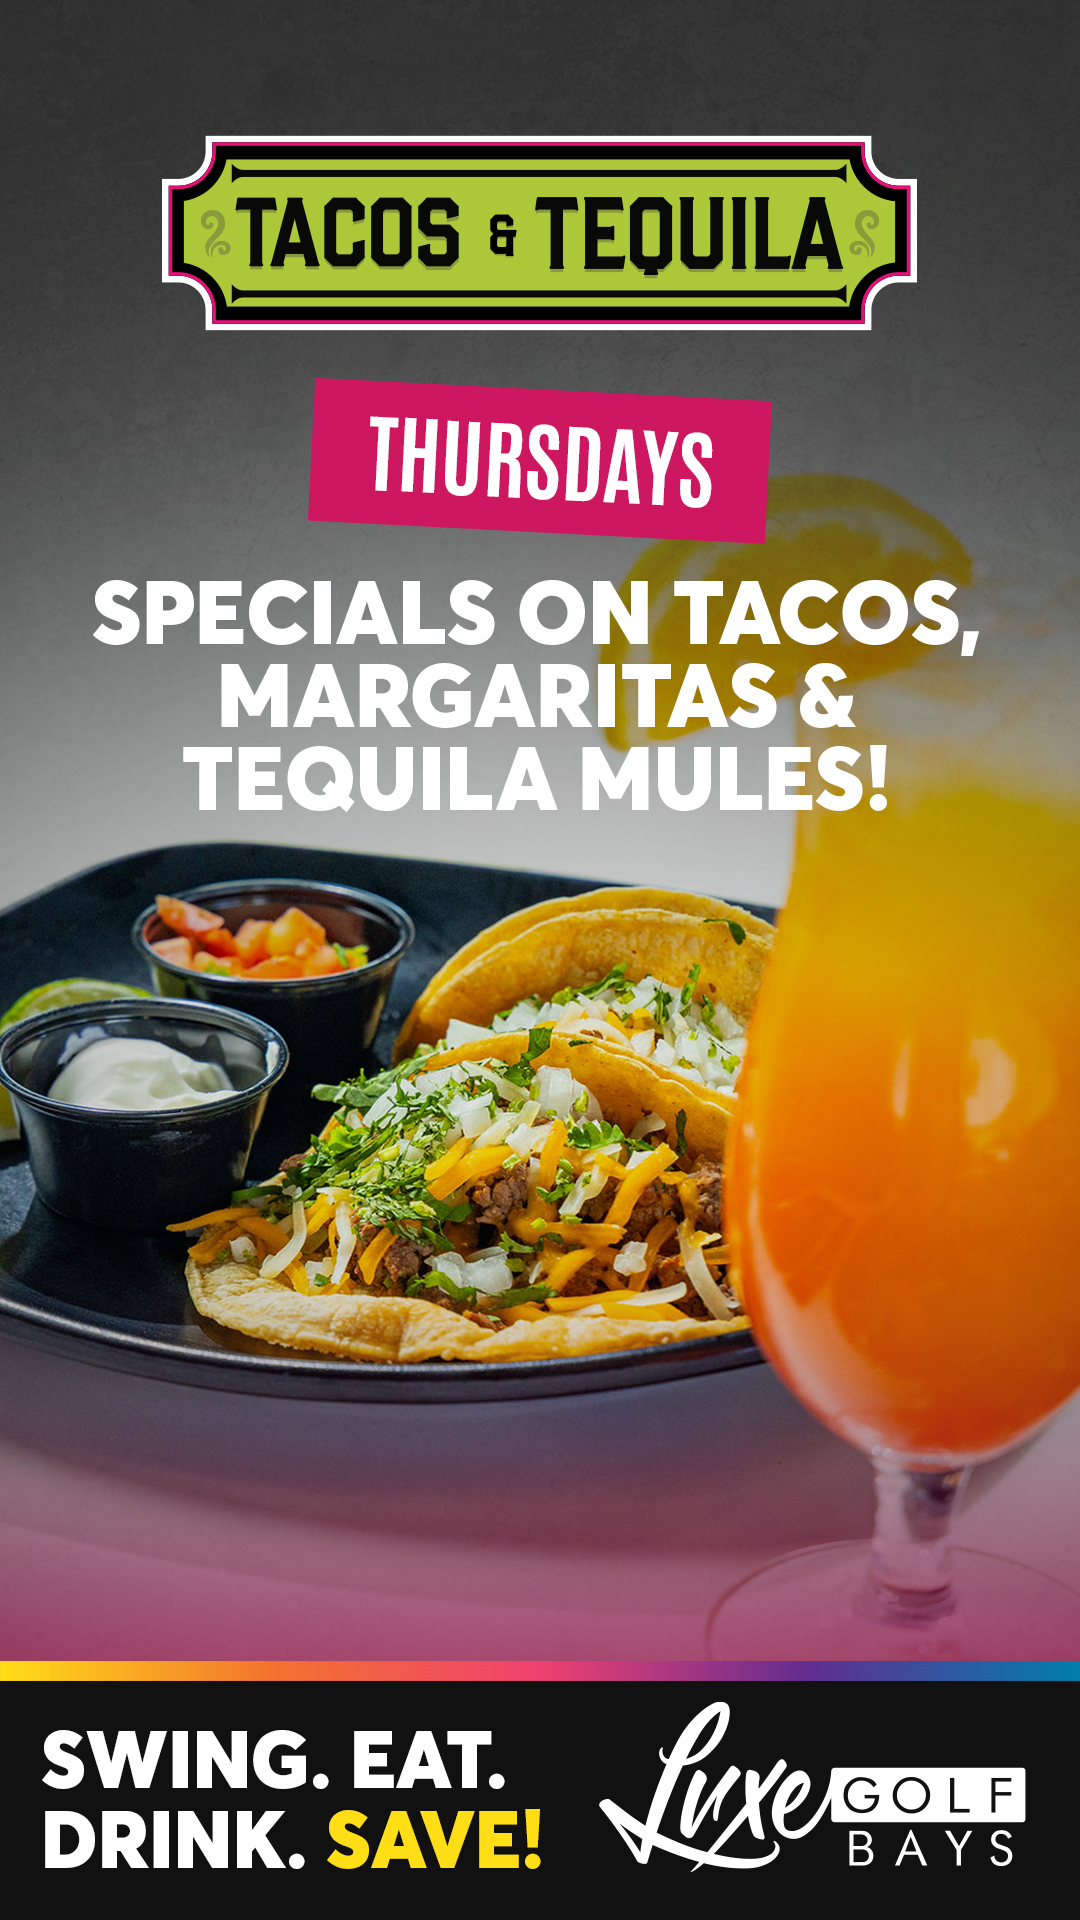 TACOS & TEQUILA
THURSDAYS
SPECIALS ON TACOS,
MARGARITAS &
TEQUILA MULES!
SWING. EAT.
DRINK. SAVE!
Luxe GOLF
BAYS